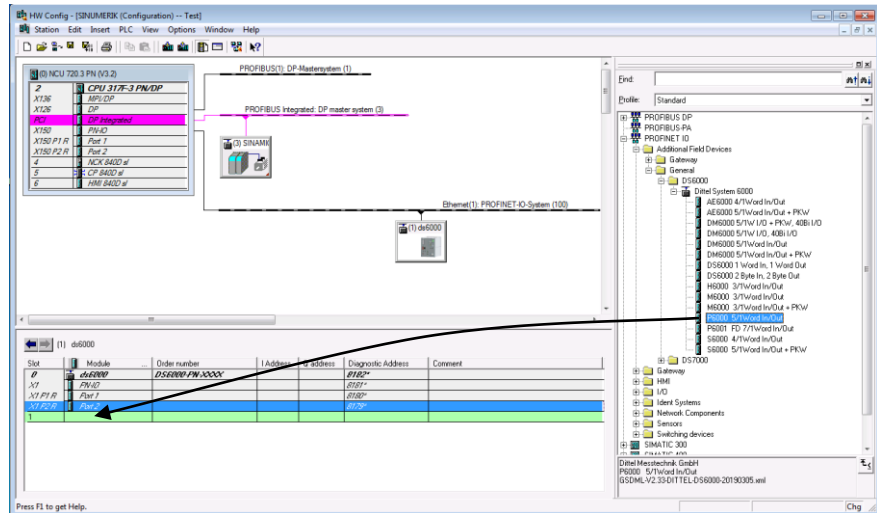 HW Config - [SINUMERIK (Configuration) -- Test]
Station Edit Insert PLC View Options Window Help
(0) NCU 720.3 PN (V3.2)
2 CPU 317F-3 PN/DP
X136 MPI/DP
X126 DP
PCI DP Integrated
X150 PN-IO
X150 P1 R Port 1
X150 P2 R Port 2
4 NCK 840D sl
5 CP 840D sl
6 HMI 840D sl
PROFIBUS(1): DP-Mastersystem (1)
PROFIBUS Integrated: DP master system (3)
(3) SINAMI
Ethernet(1): PROFINET-IO-System (100)
(1) ds6000
Find:
Profile: Standard
PROFIBUS DP
PROFIBUS-PA
PROFINET IO
Additional Field Devices
Gateway
General
DS6000
Dittel System 6000
AE6000 4/1Word In/Out
AE6000 5/1Word In/Out + PKW
DM6000 5/1W I/O + PKW, 40Bi I/O
DM6000 5/1W I/O, 40Bi I/O
DM6000 5/1Word In/Out
DM6000 5/1Word In/Out + PKW
DS6000 1 Word In, 1 Word Out
DS6000 2 Byte In, 2 Byte Out
H6000 3/1Word In/Out
M6000 3/1Word In/Out
M6000 3/1Word In/Out + PKW
P6000 5/1Word In/Out
P6001 FD 7/1Word In/Out
S6000 4/1Word In/Out
S6000 5/1Word In/Out + PKW
DS7000
Gateway
HMI
I/O
Ident Systems
Network Components
Sensors
Switching devices
SIMATIC 300
Dittel Messtechnik GmbH
P6000 5/1Word In/Out
GSDML-V2.33-DITTEL-DS6000-20190305.xml
(1) ds6000
Slot Module ... Order number I Address Q address Diagnostic Address Comment
0 ds6000 DS6000-PN-XXXX 8182*
X1 PN-IO 8181*
X1 P1 R Port 1 8180*
X1 P2 R Port 2 8179*
1
Press F1 to get Help.
Chg